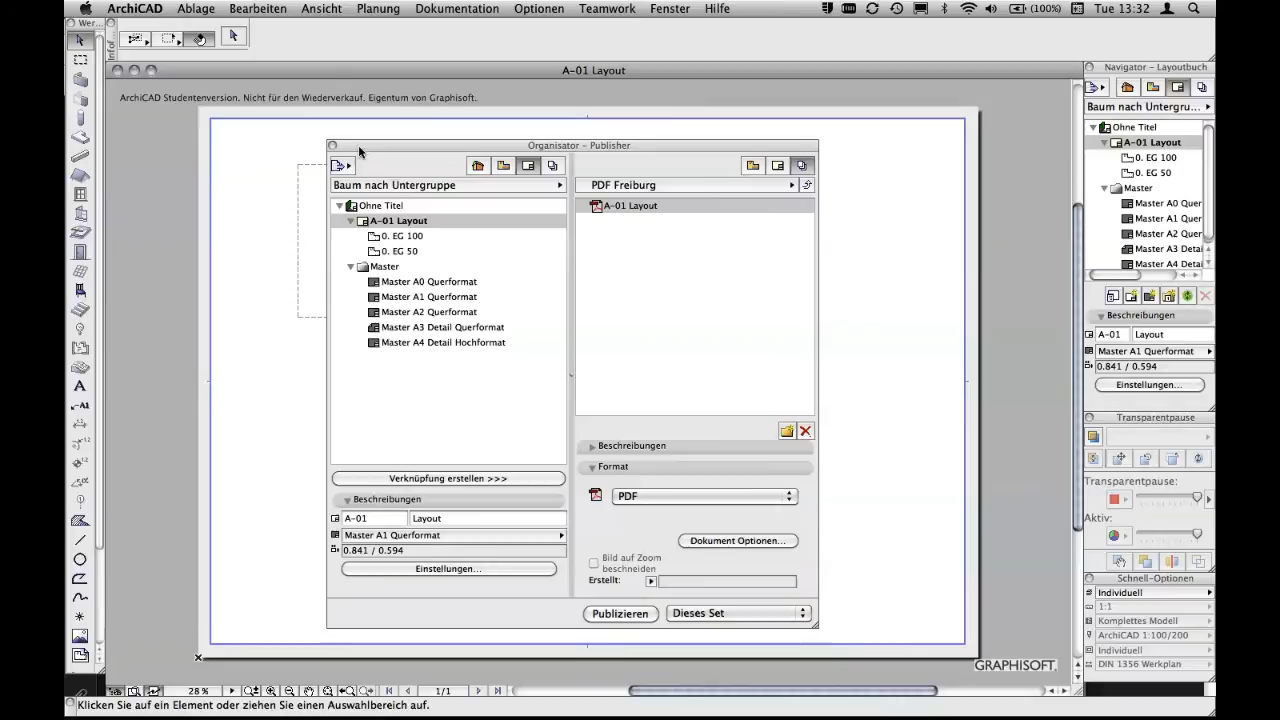 ArchiCAD Ablage Bearbeiten Ansicht Planung Dokumentation Optionen Teamwork Fenster Hilfe (100%) Tue 13:32
Wer...
Infof
A-01 Layout
ArchiCAD Studentenversion. Nicht für den Wiederverkauf. Eigentum von Graphisoft.
Organisator - Publisher
Baum nach Untergruppe
Ohne Titel
A-01 Layout
0. EG 100
0. EG 50
Master
Master A0 Querformat
Master A1 Querformat
Master A2 Querformat
Master A3 Detail Querformat
Master A4 Detail Hochformat
Verknüpfung erstellen >>>
Beschreibungen
A-01 Layout
Master A1 Querformat
0.841 / 0.594
Einstellungen...
PDF Freiburg
A-01 Layout
Beschreibungen
Format
PDF
Dokument Optionen...
Bild auf Zoom
beschneiden
Erstellt:
Publizieren Dieses Set
GRAPHISOFT.
Navigator - Layoutbuch
Baum nach Untergru...
Ohne Titel
A-01 Layout
0. EG 100
0. EG 50
Master
Master A0 Quer
Master A1 Quer
Master A2 Quer
Master A3 Detai
Master A4 Detai
Beschreibungen
A-01 Layout
Master A1 Querformat
0.841 / 0.594
Einstellungen...
Transparentpause
Transparentpause:
Aktiv:
Schnell-Optionen
Individuell
1:1
Komplettes Modell
ArchiCAD 1:100/200
Individuell
DIN 1356 Werkplan
A
A1
28 % 1/1
Klicken Sie auf ein Element oder ziehen Sie einen Auswahlbereich auf.